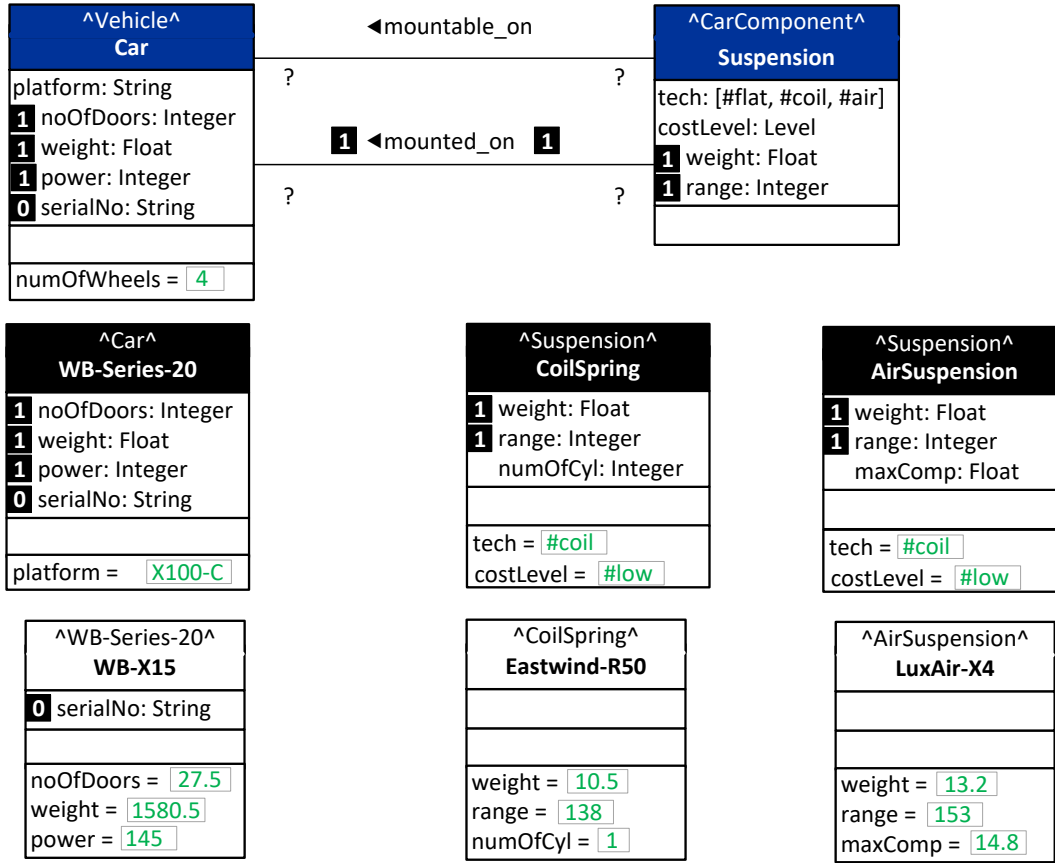 ^Vehicle^
Car
platform: String
1 noOfDoors: Integer
1 weight: Float
1 power: Integer
0 serialNo: String
numOfWheels = 4
◄mountable_on
? ?
1 ◄mounted_on 1
? ?
^CarComponent^
Suspension
tech: [#flat, #coil, #air]
costLevel: Level
1 weight: Float
1 range: Integer
^Car^
WB-Series-20
1 noOfDoors: Integer
1 weight: Float
1 power: Integer
0 serialNo: String
platform = X100-C
^Suspension^
CoilSpring
1 weight: Float
1 range: Integer
numOfCyl: Integer
tech = #coil
costLevel = #low
^Suspension^
AirSuspension
1 weight: Float
1 range: Integer
maxComp: Float
tech = #coil
costLevel = #low
^WB-Series-20^
WB-X15
0 serialNo: String
noOfDoors = 27.5
weight = 1580.5
power = 145
^CoilSpring^
Eastwind-R50
weight = 10.5
range = 138
numOfCyl = 1
^AirSuspension^
LuxAir-X4
weight = 13.2
range = 153
maxComp = 14.8